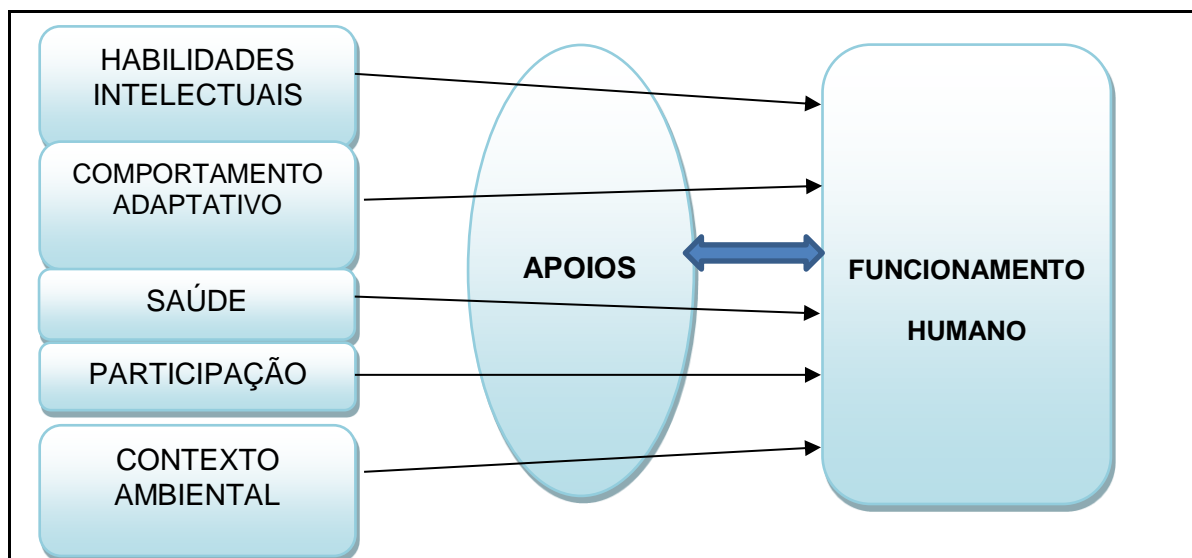 HABILIDADES
INTELECTUAIS
COMPORTAMENTO
ADAPTATIVO
SAÚDE
PARTICIPAÇÃO
CONTEXTO
AMBIENTAL
APOIOS
FUNCIONAMENTO
HUMANO